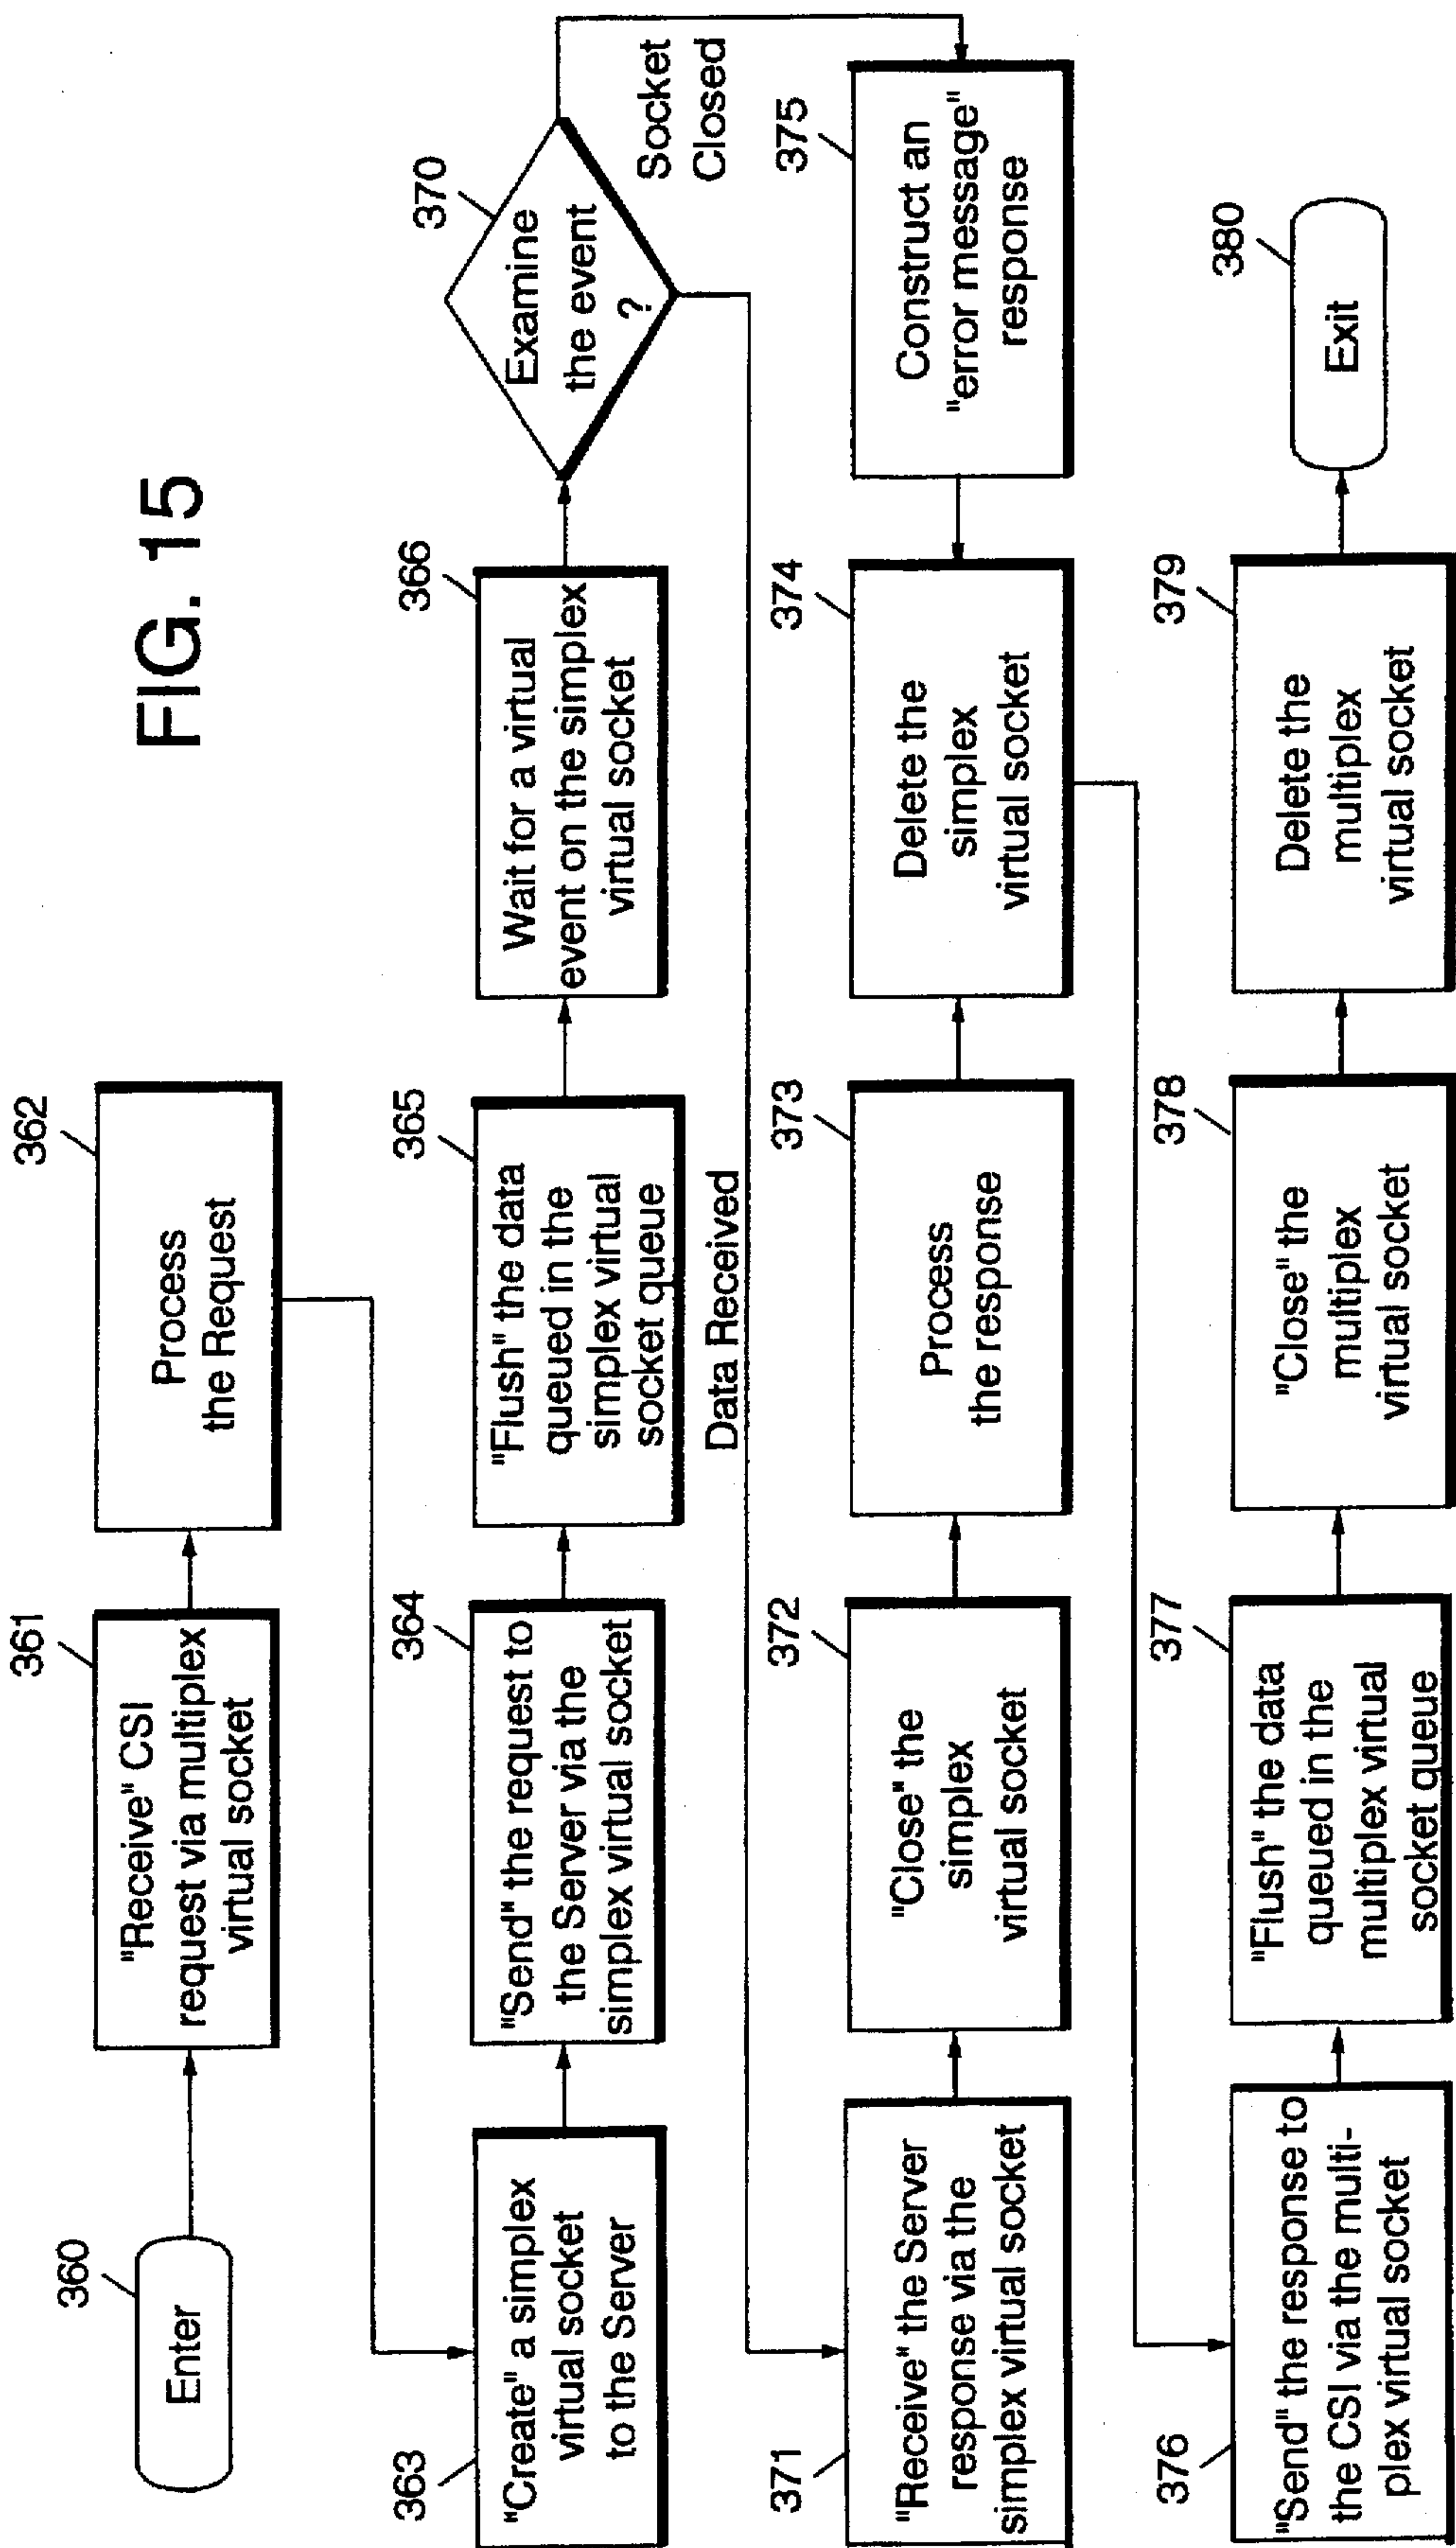 FIG. 15
360
Enter
361
"Receive" CSI
request via multiplex
virtual socket
362
Process
the Request
363
"Create" a simplex
virtual socket
to the Server
364
"Send" the request to
the Server via the
simplex virtual socket
365
"Flush" the data
queued in the
simplex virtual
socket queue
366
Wait for a virtual
event on the simplex
virtual socket
370
Examine
the event
?
Socket
Closed
Data Received
371
"Receive" the Server
response via the
simplex virtual socket
372
"Close" the
simplex
virtual socket
373
Process
the response
374
Delete the
simplex
virtual socket
375
Construct an
"error message"
response
376
"Send" the response to
the CSI via the multi-
plex virtual socket
377
"Flush" the data
queued in the
multiplex virtual
socket queue
378
"Close" the
multiplex
virtual socket
379
Delete the
multiplex
virtual socket
380
Exit